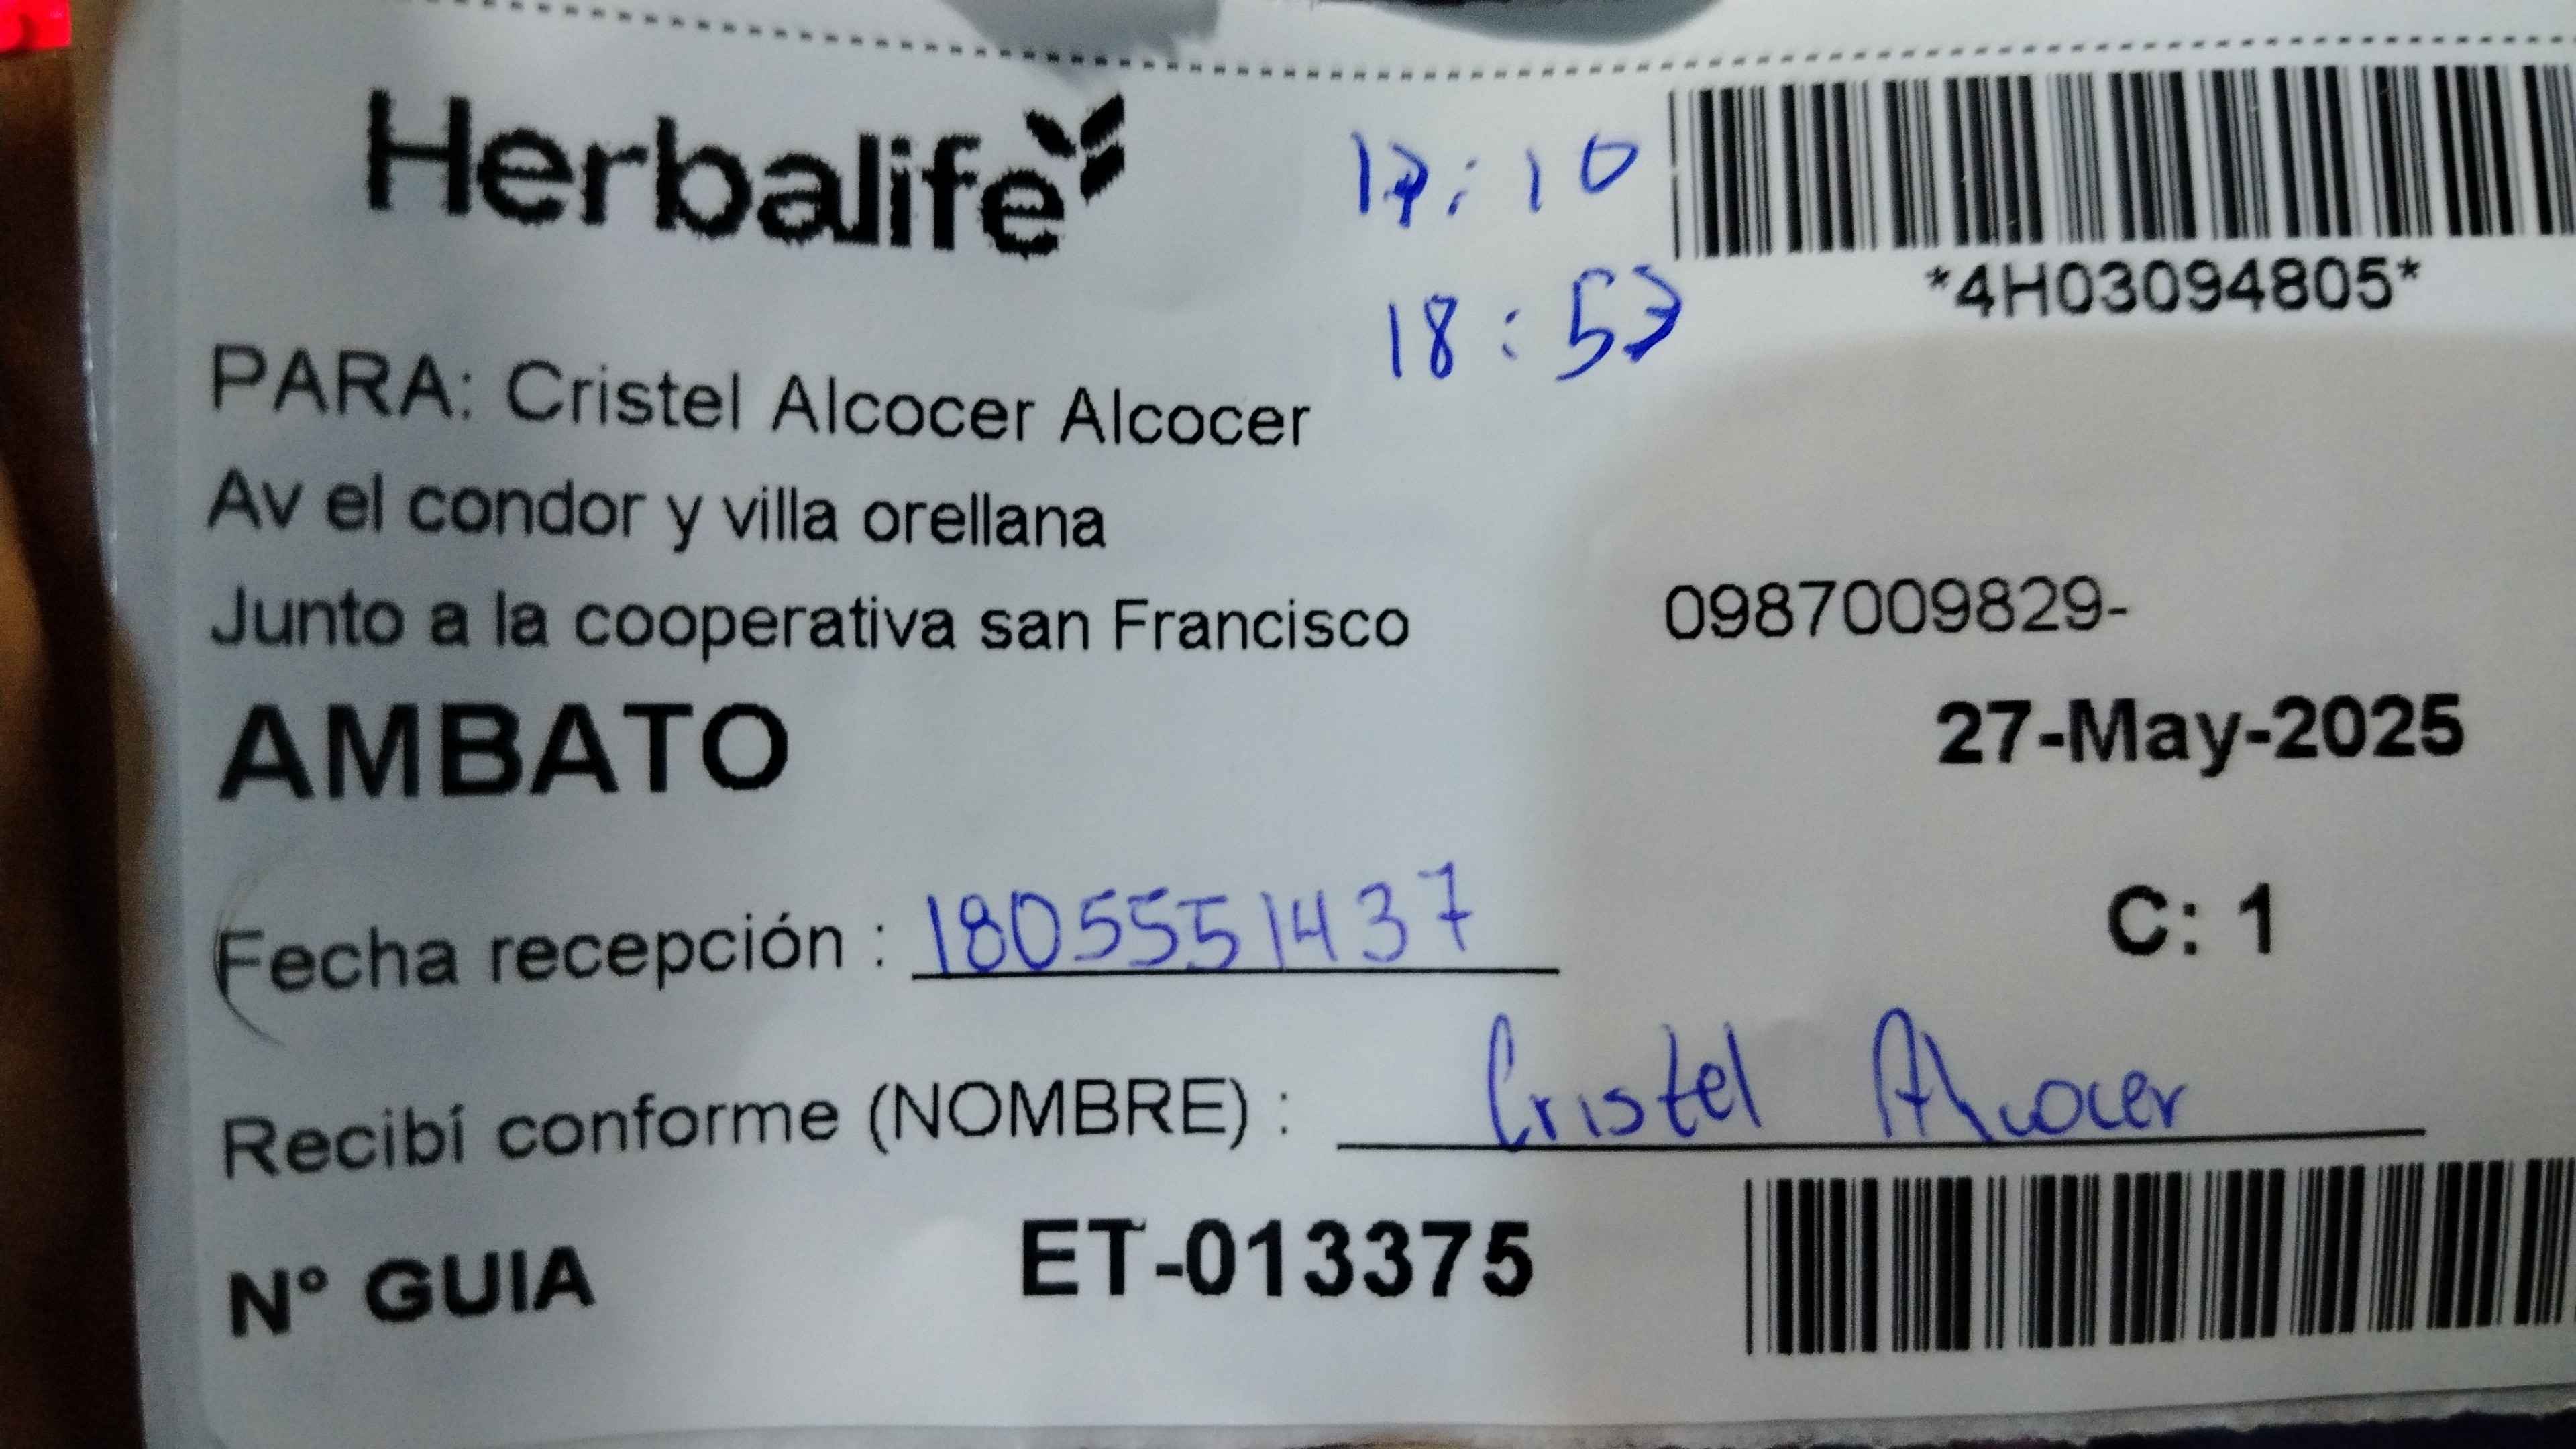 Herbalife
17:10
18:53
*4H03094805*
PARA: Cristel Alcocer Alcocer
Av el condor y villa orellana
Junto a la cooperativa san Francisco
0987009829-
AMBATO
27-May-2025
Fecha recepción : 1805551437
C: 1
Recibí conforme (NOMBRE) : Cristel Alcocer
N° GUIA ET-013375